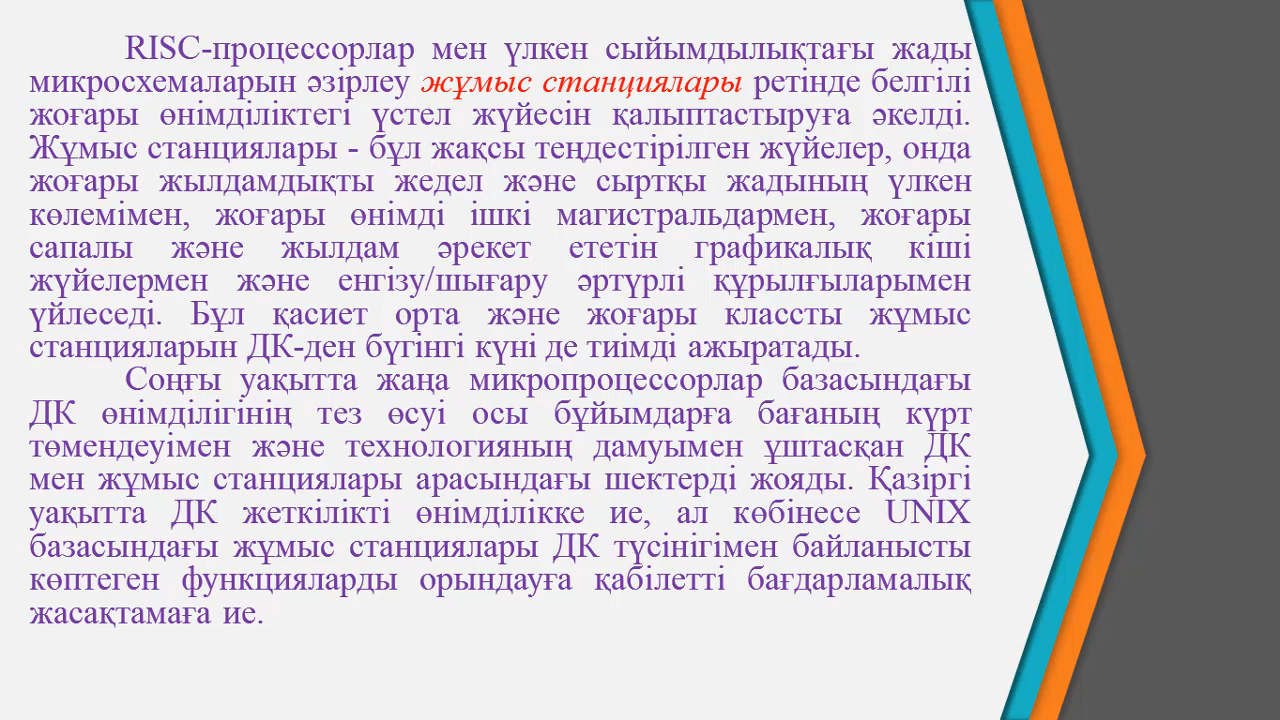 RISC-процессорлар мен үлкен сыйымдылықтағы жады
микросхемаларын әзірлеу жұмыс станциялары ретінде белгілі
жоғары өнімділіктегі үстел жүйесін қалыптастыруға әкелді.
Жұмыс станциялары - бұл жақсы теңдестірілген жүйелер, онда
жоғары жылдамдықты жедел және сыртқы жадының үлкен
көлемімен, жоғары өнімді ішкі магистральдармен, жоғары
сапалы және жылдам әрекет ететін графикалық кіші
жүйелермен және енгізу/шығару әртүрлі құрылғыларымен
үйлеседі. Бұл қасиет орта және жоғары классты жұмыс
станцияларын ДК-ден бүгінгі күні де тиімді ажыратады.
Соңғы уақытта жаңа микропроцессорлар базасындағы
ДК өнімділігінің тез өсуі осы бұйымдарға бағаның күрт
төмендеуімен және технологияның дамуымен ұштасқан ДК
мен жұмыс станциялары арасындағы шектерді жояды. Қазіргі
уақытта ДК жеткілікті өнімділікке ие, ал көбінесе UNIX
базасындағы жұмыс станциялары ДК түсінігімен байланысты
көптеген функцияларды орындауға қабілетті бағдарламалық
жасақтамаға ие.